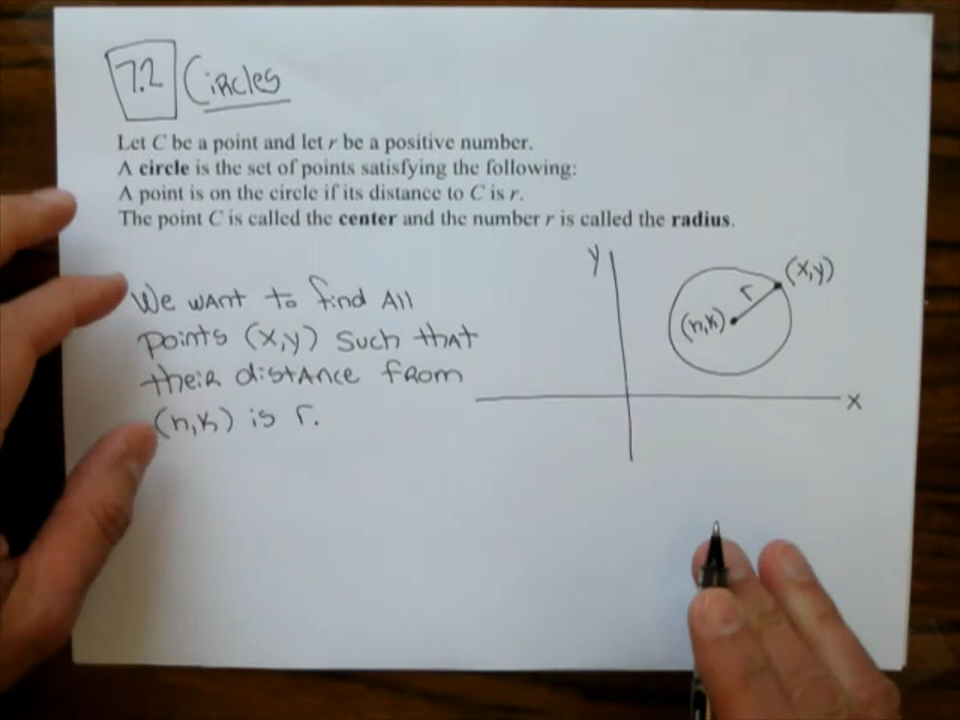 7.2 Circles
Let C be a point and let r be a positive number.
A circle is the set of points satisfying the following:
A point is on the circle if its distance to C is r.
The point C is called the center and the number r is called the radius.
We want to find All
points (x,y) such that
their distance from
(h,k) is r.
y
(x,y)
r
(h,k)
x